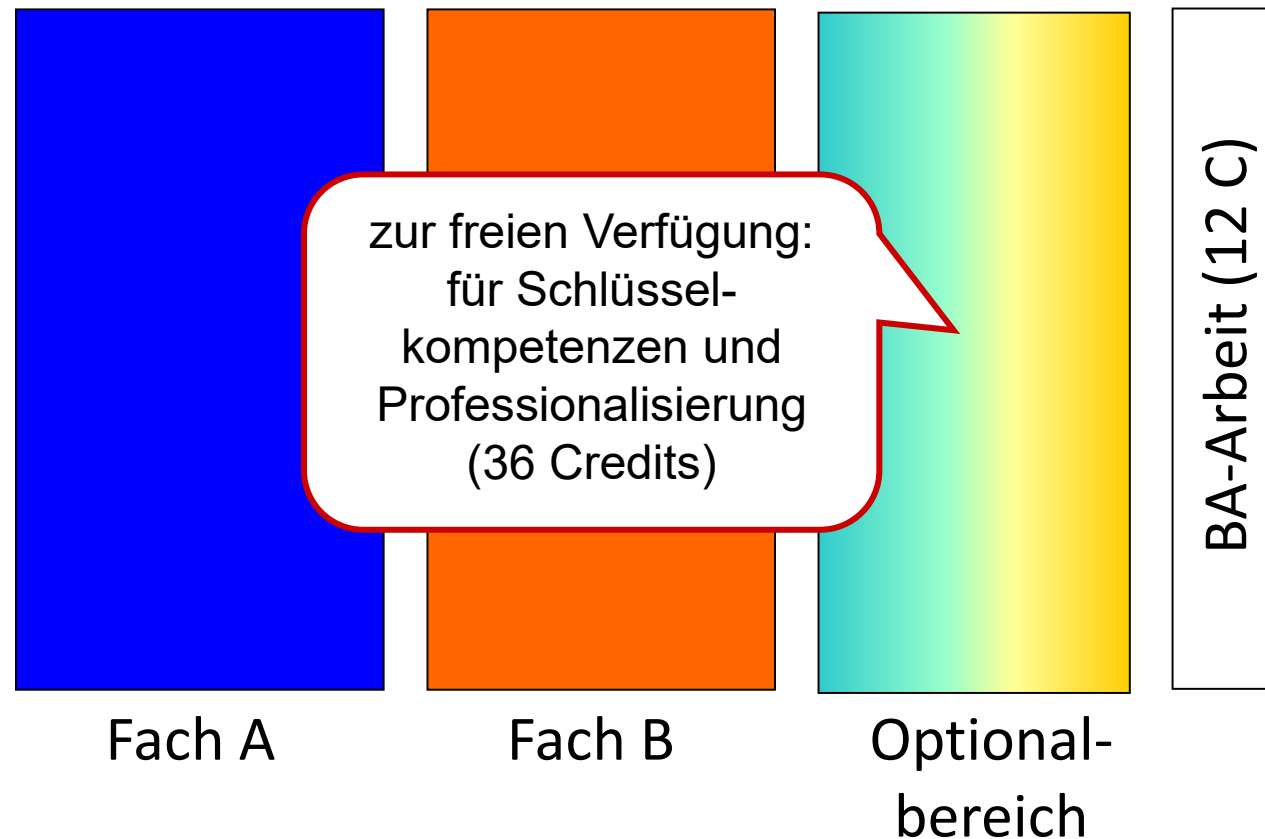 zur freien Verfügung:
für Schlüssel-
kompetenzen und
Professionalisierung
(36 Credits)
BA-Arbeit (12 C)
Fach A
Fach B
Optional-
bereich